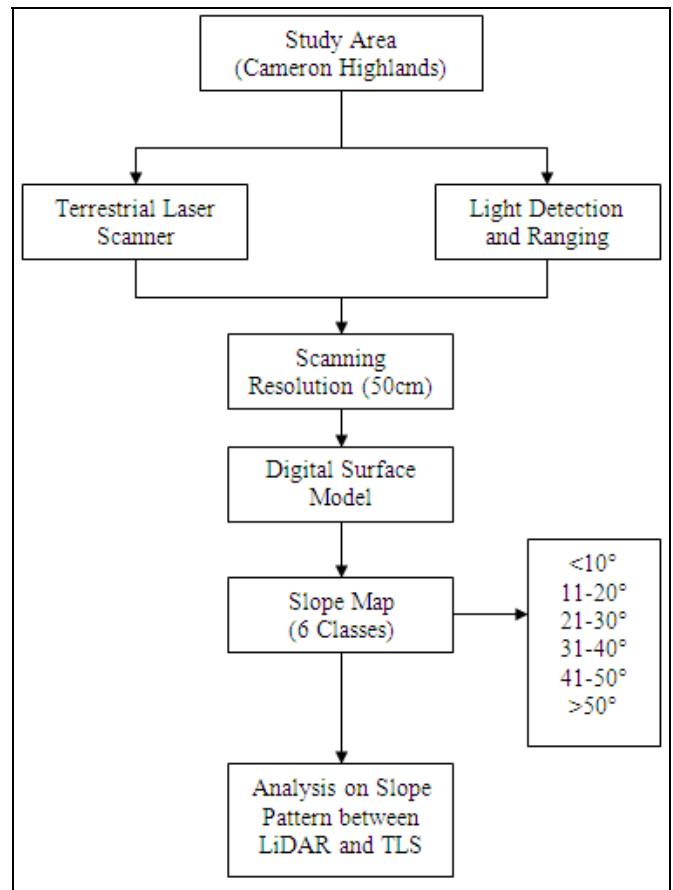 Study Area
(Cameron Highlands)
Terrestrial Laser
Scanner
Light Detection
and Ranging
Scanning
Resolution (50cm)
Digital Surface
Model
Slope Map
(6 Classes)
<10°
11-20°
21-30°
31-40°
41-50°
>50°
Analysis on Slope
Pattern between
LiDAR and TLS